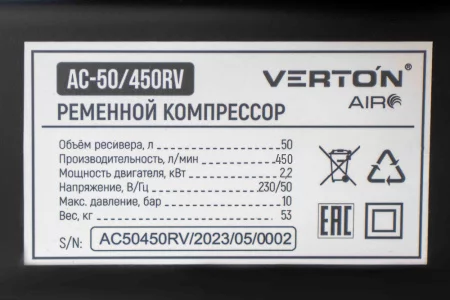 AC-50/450RV
VERTON®
AIR
РЕМЕННОЙ КОМПРЕССОР
Объём ресивера, л 50
Производительность, л/мин 450
Мощность двигателя, кВт 2,2
Напряжение, В/Гц 230/50
Макс. давление, бар 10
Вес, кг 53
S/N: AC50450RV/2023/05/0002
EAC